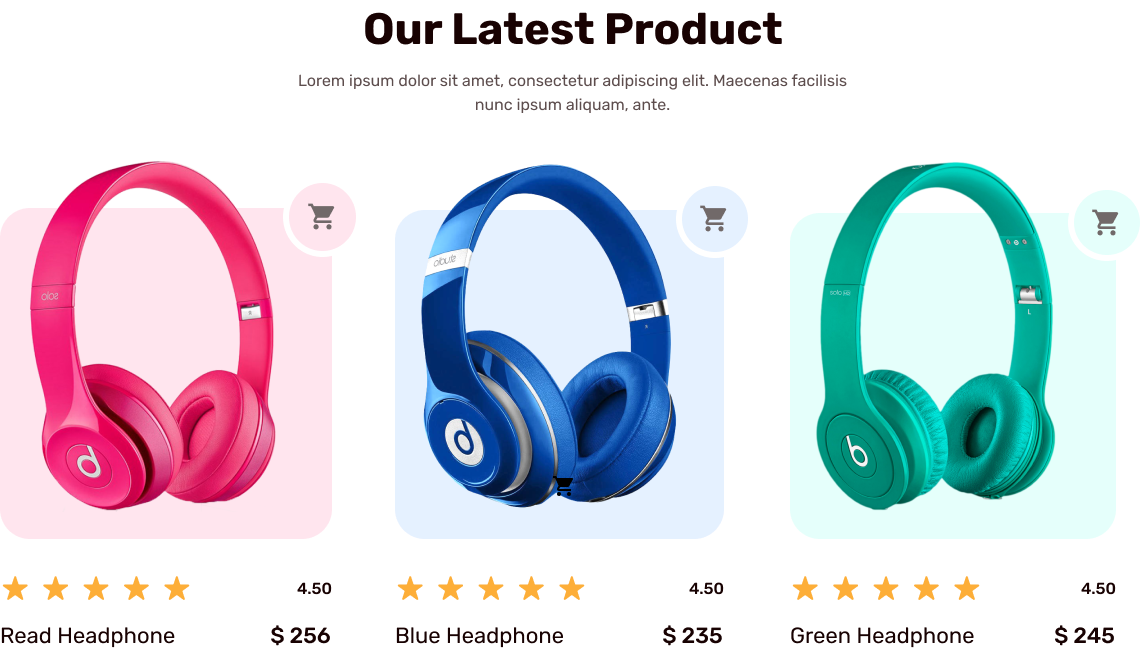 Our Latest Product
Lorem ipsum dolor sit amet, consectetur adipiscing elit. Maecenas facilisis
nunc ipsum aliquam, ante.
solo
L
4.50
4.50
4.50
Read Headphone
$ 256
Blue Headphone
$ 235
Green Headphone
$ 245